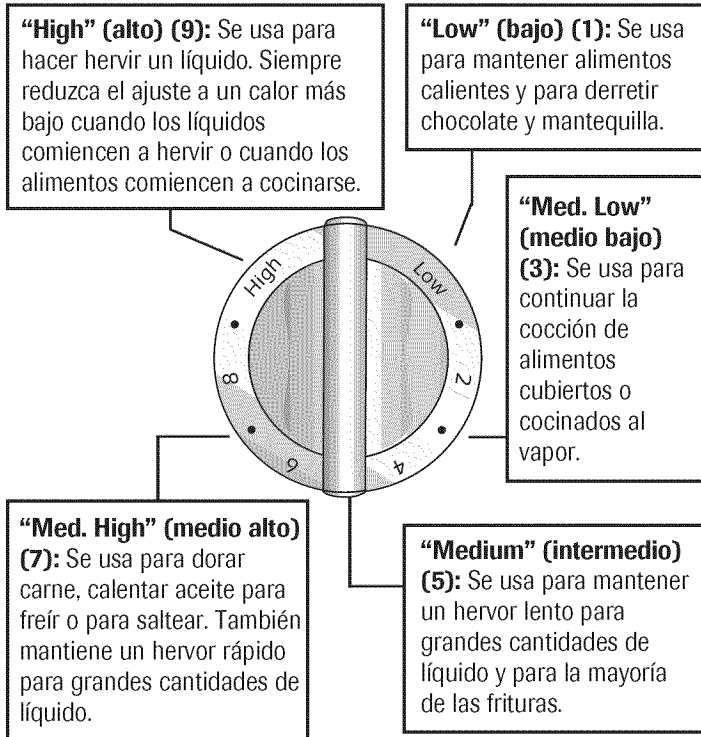 “High” (alto) (9): Se usa para
hacer hervir un líquido. Siempre
reduzca el ajuste a un calor más
bajo cuando los líquidos
comiencen a hervir o cuando los
alimentos comiencen a cocinarse.
“Low” (bajo) (1): Se usa
para mantener alimentos
calientes y para derretir
chocolate y mantequilla.
“Med. Low”
(medio bajo)
(3): Se usa para
continuar la
cocción de
alimentos
cubiertos o
cocinados al
vapor.
High
Low
2
4
6
8
“Med. High” (medio alto)
(7): Se usa para dorar
carne, calentar aceite para
freír o para saltear. También
mantiene un hervor rápido
para grandes cantidades de
líquido.
“Medium” (intermedio)
(5): Se usa para mantener
un hervor lento para
grandes cantidades de
líquido y para la mayoría
de las frituras.